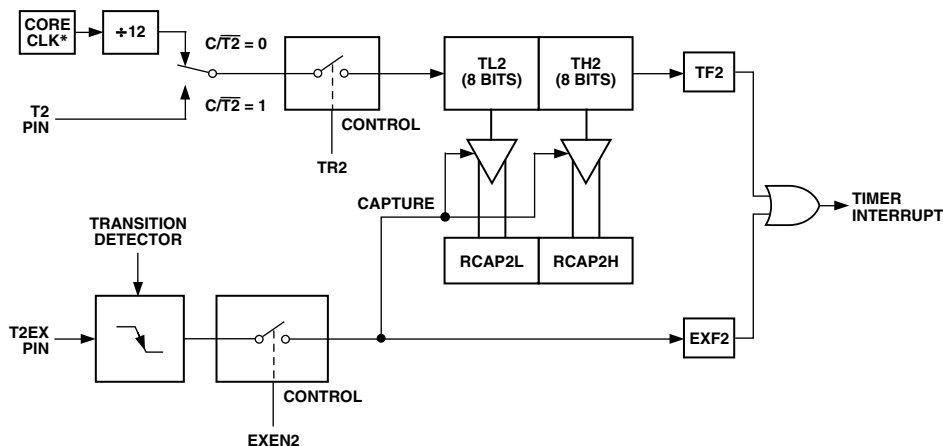 CORE
CLK*
÷12
C/T2̅ = 0
C/T2̅ = 1
T2
PIN
CONTROL
TR2
TL2
(8 BITS)
TH2
(8 BITS)
TF2
CAPTURE
TIMER
INTERRUPT
TRANSITION
DETECTOR
RCAP2L
RCAP2H
T2EX
PIN
EXF2
CONTROL
EXEN2